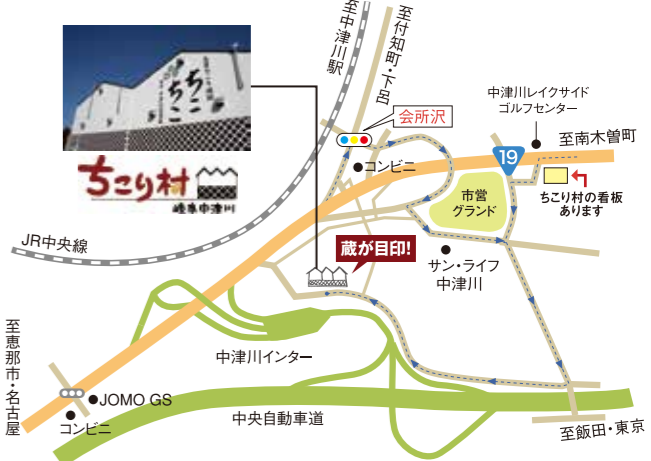 至中津川駅
至付知町・下呂
会所沢
コンビニ
中津川レイクサイド
ゴルフセンター
至南木曽町
19
ちこり村の看板
あります
市営
グランド
サン・ライフ
中津川
ちこり村
岐阜中津川
JR中央線
蔵が目印!
中津川インター
至恵那市・名古屋
JOMO GS
コンビニ
中央自動車道
至飯田・東京